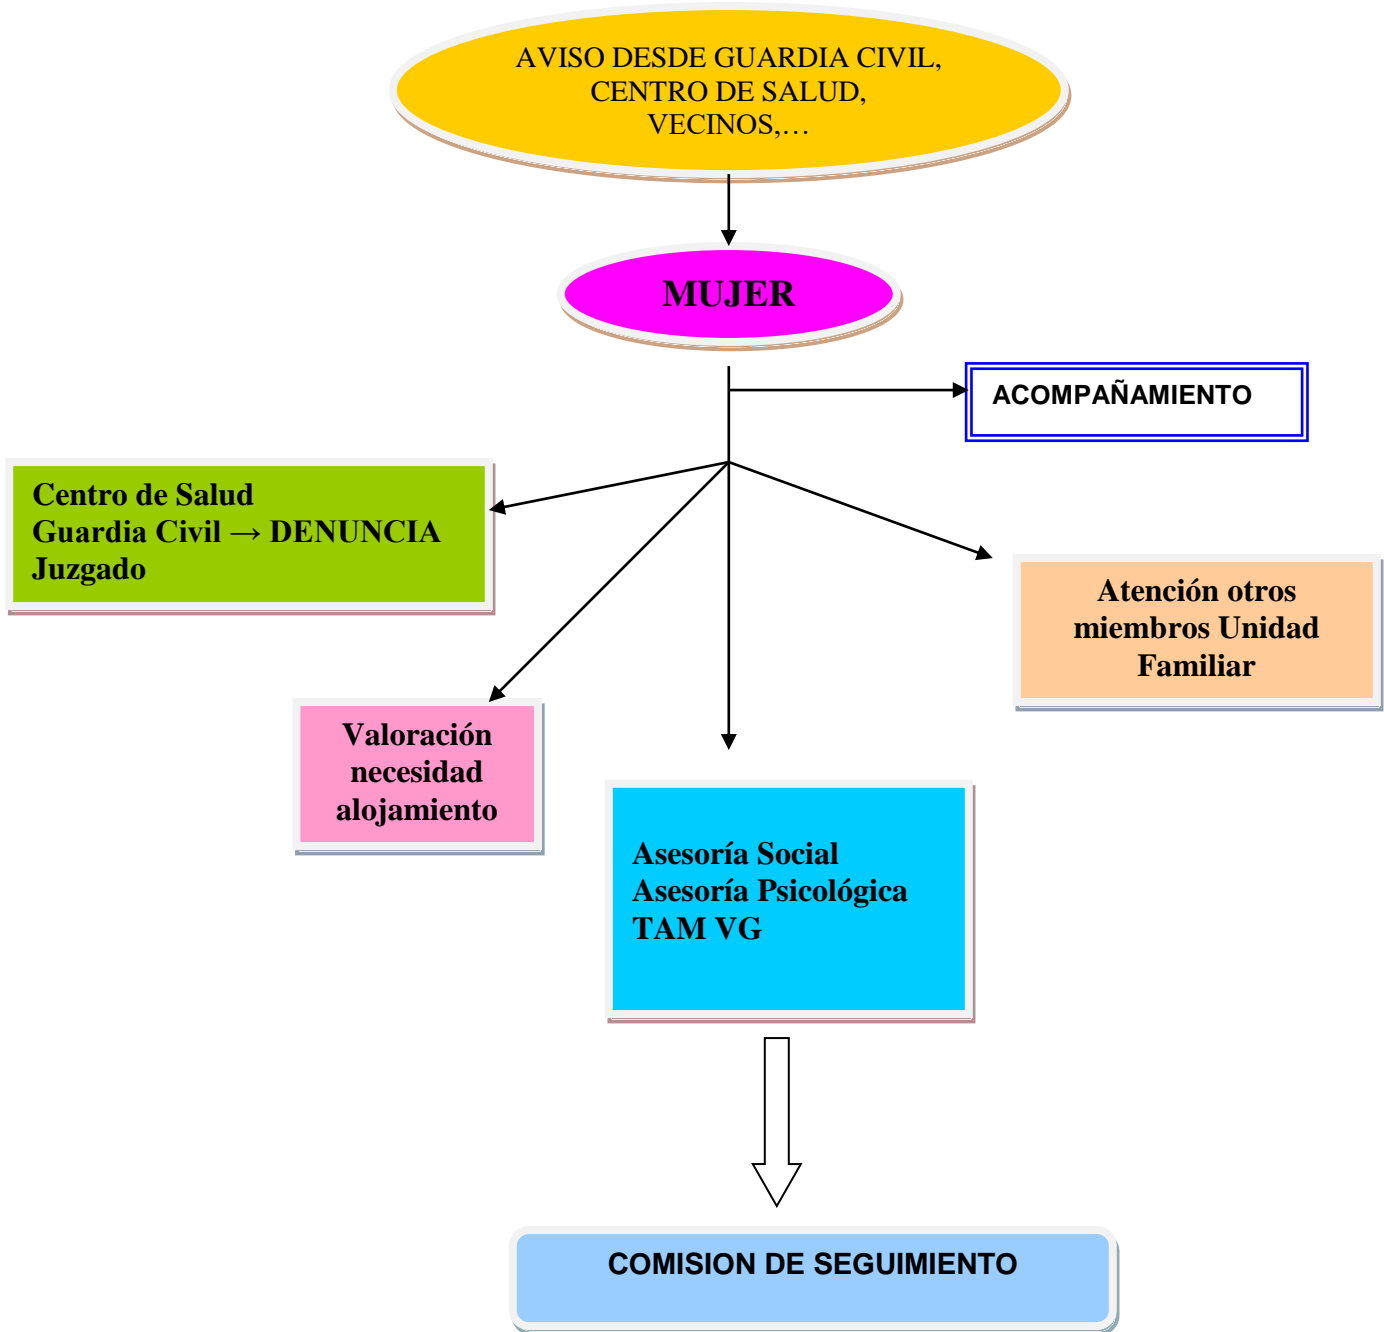 AVISO DESDE GUARDIA CIVIL,
CENTRO DE SALUD,
VECINOS,…
MUJER
ACOMPAÑAMIENTO
Centro de Salud
Guardia Civil → DENUNCIA
Juzgado
Atención otros
miembros Unidad
Familiar
Valoración
necesidad
alojamiento
Asesoría Social
Asesoría Psicológica
TAM VG
COMISION DE SEGUIMIENTO